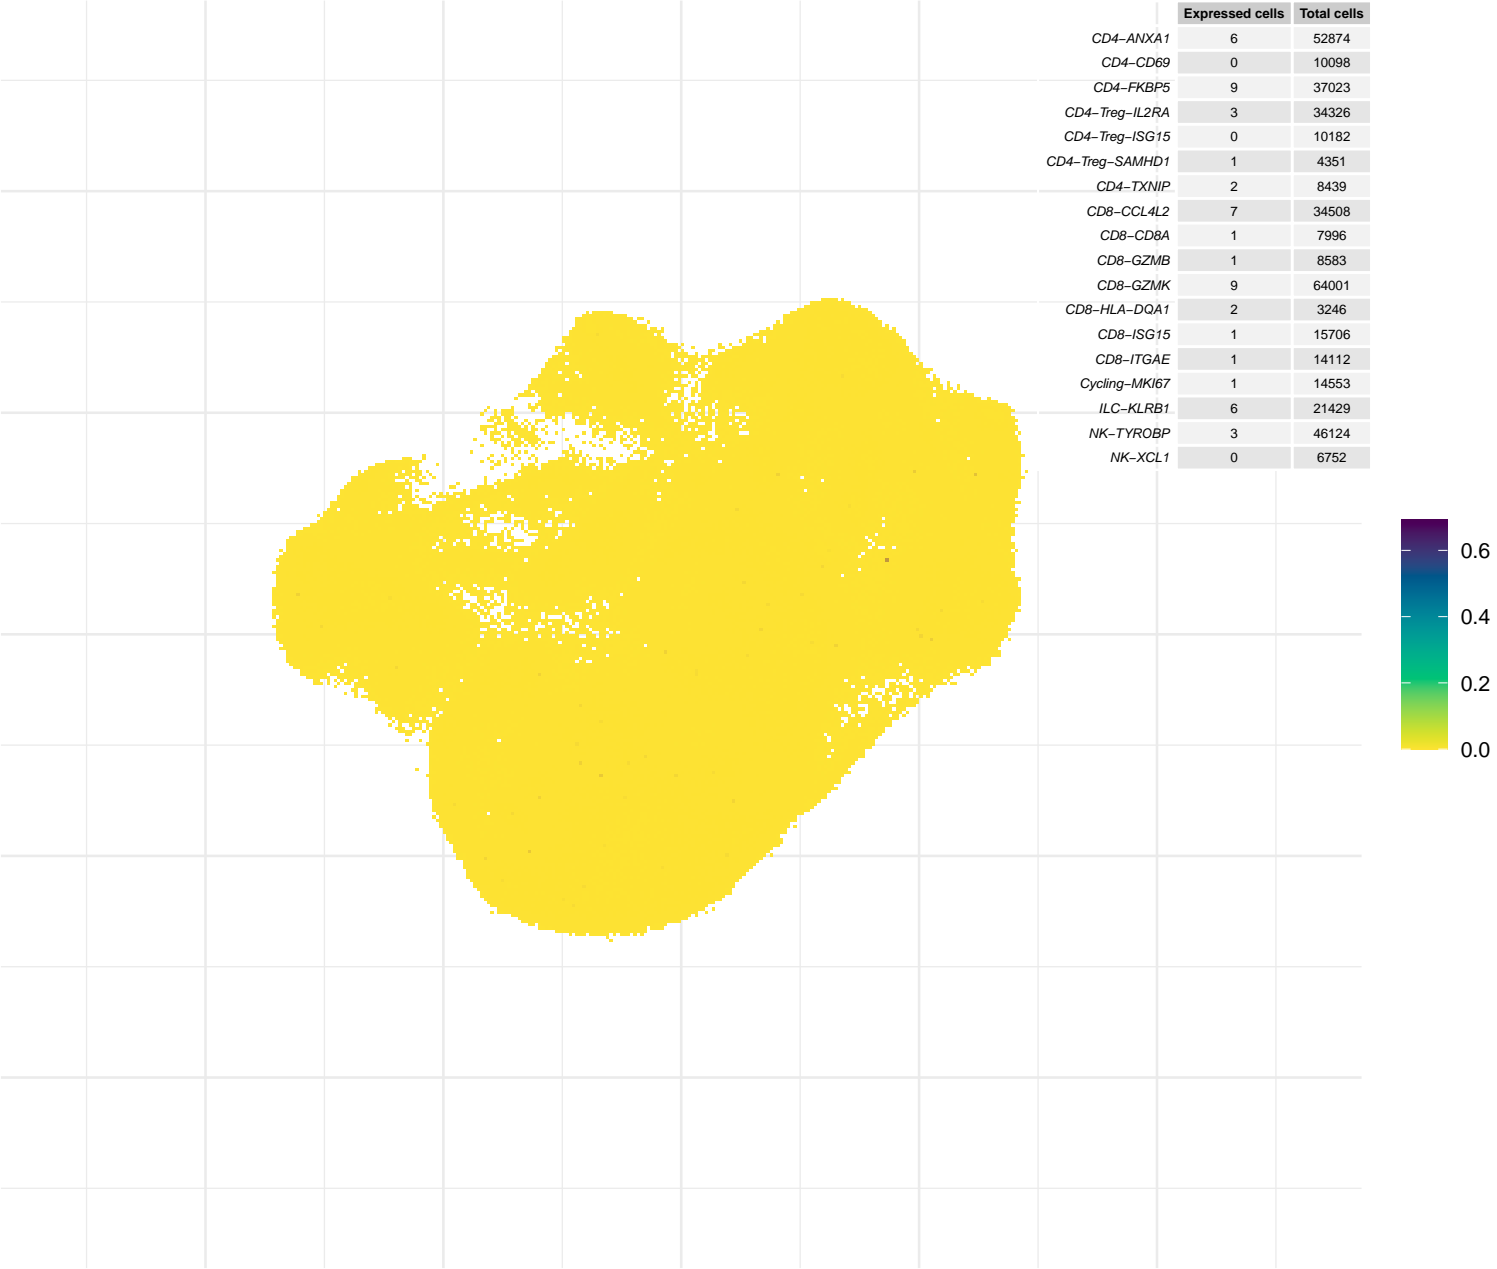 Expressed cells Total cells
CD4−ANXA1 6 52874
CD4−CD69 0 10098
CD4−FKBP5 9 37023
CD4−Treg−IL2RA 3 34326
CD4−Treg−ISG15 0 10182
CD4−Treg−SAMHD1 1 4351
CD4−TXNIP 2 8439
CD8−CCL4L2 7 34508
CD8−CD8A 1 7996
CD8−GZMB 1 8583
CD8−GZMK 9 64001
CD8−HLA−DQA1 2 3246
CD8−ISG15 1 15706
CD8−ITGAE 1 14112
Cycling−MKI67 1 14553
ILC−KLRB1 6 21429
NK−TYROBP 3 46124
NK−XCL1 0 6752
0.6
0.4
0.2
0.0